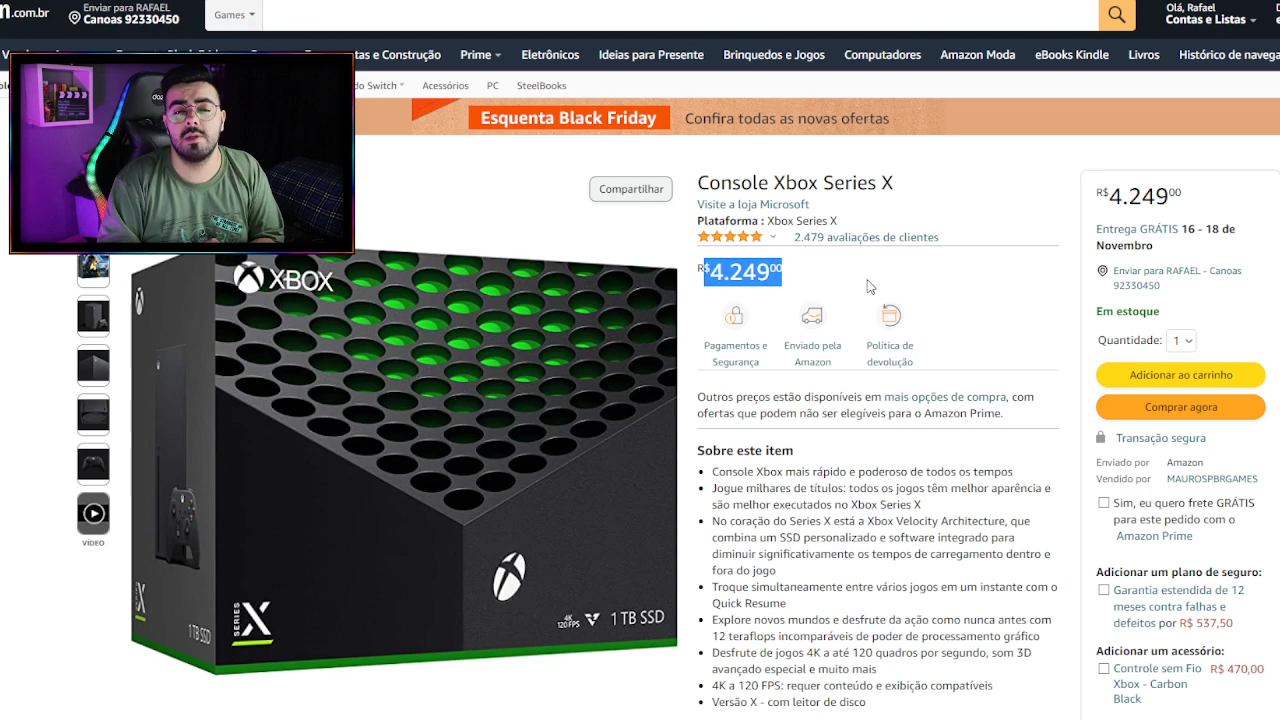 n.com.br
Enviar para RAFAEL
Canoas 92330450
Games
Olá, Rafael
Contas e Listas
tas e Construção
Prime
Eletrônicos
Ideias para Presente
Brinquedos e Jogos
Computadores
Amazon Moda
eBooks Kindle
Livros
Histórico de navega
do Switch
Acessórios
PC
SteelBooks
Esquenta Black Friday
Confira todas as novas ofertas
Compartilhar
XBOX
SERIES X
1 TB SSD
SERIES X
4K
120 FPS
1 TB SSD
VÍDEO
Console Xbox Series X
Visite a loja Microsoft
Plataforma : Xbox Series X
2.479 avaliações de clientes
R$4.24900
Pagamentos e
Segurança
Enviado pela
Amazon
Política de
devolução
Outros preços estão disponíveis em mais opções de compra, com
ofertas que podem não ser elegíveis para o Amazon Prime.
Sobre este item
Console Xbox mais rápido e poderoso de todos os tempos
Jogue milhares de títulos: todos os jogos têm melhor aparência e
são melhor executados no Xbox Series X
No coração do Series X está a Xbox Velocity Architecture, que
combina um SSD personalizado e software integrado para
diminuir significativamente os tempos de carregamento dentro e
fora do jogo
Troque simultaneamente entre vários jogos em um instante com o
Quick Resume
Explore novos mundos e desfrute da ação como nunca antes com
12 teraflops incomparáveis de poder de processamento gráfico
Desfrute de jogos 4K a até 120 quadros por segundo, som 3D
avançado especial e muito mais
4K a 120 FPS: requer conteúdo e exibição compatíveis
Versão X - com leitor de disco
R$4.24900
Entrega GRÁTIS 16 - 18 de
Novembro
Enviar para RAFAEL - Canoas
92330450
Em estoque
Quantidade: 1
Adicionar ao carrinho
Comprar agora
Transação segura
Enviado por Amazon
Vendido por MAUROSPBRGAMES
Sim, eu quero frete GRÁTIS
para este pedido com o
Amazon Prime
Adicionar um plano de seguro:
Garantia estendida de 12
meses contra falhas e
defeitos por R$ 537,50
Adicionar um acessório:
Controle sem Fio R$ 470,00
Xbox - Carbon
Black